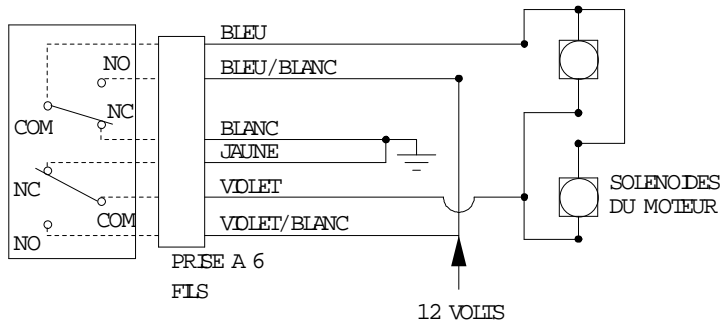 BLEU
NO
BLEU/BLANC
NC
COM
BLANC
JAUNE
NC
VIOLET
SOLENOIDES
DU MOTEUR
COM
VIOLET/BLANC
NO
PRISE A 6
FILS
12 VOLTS